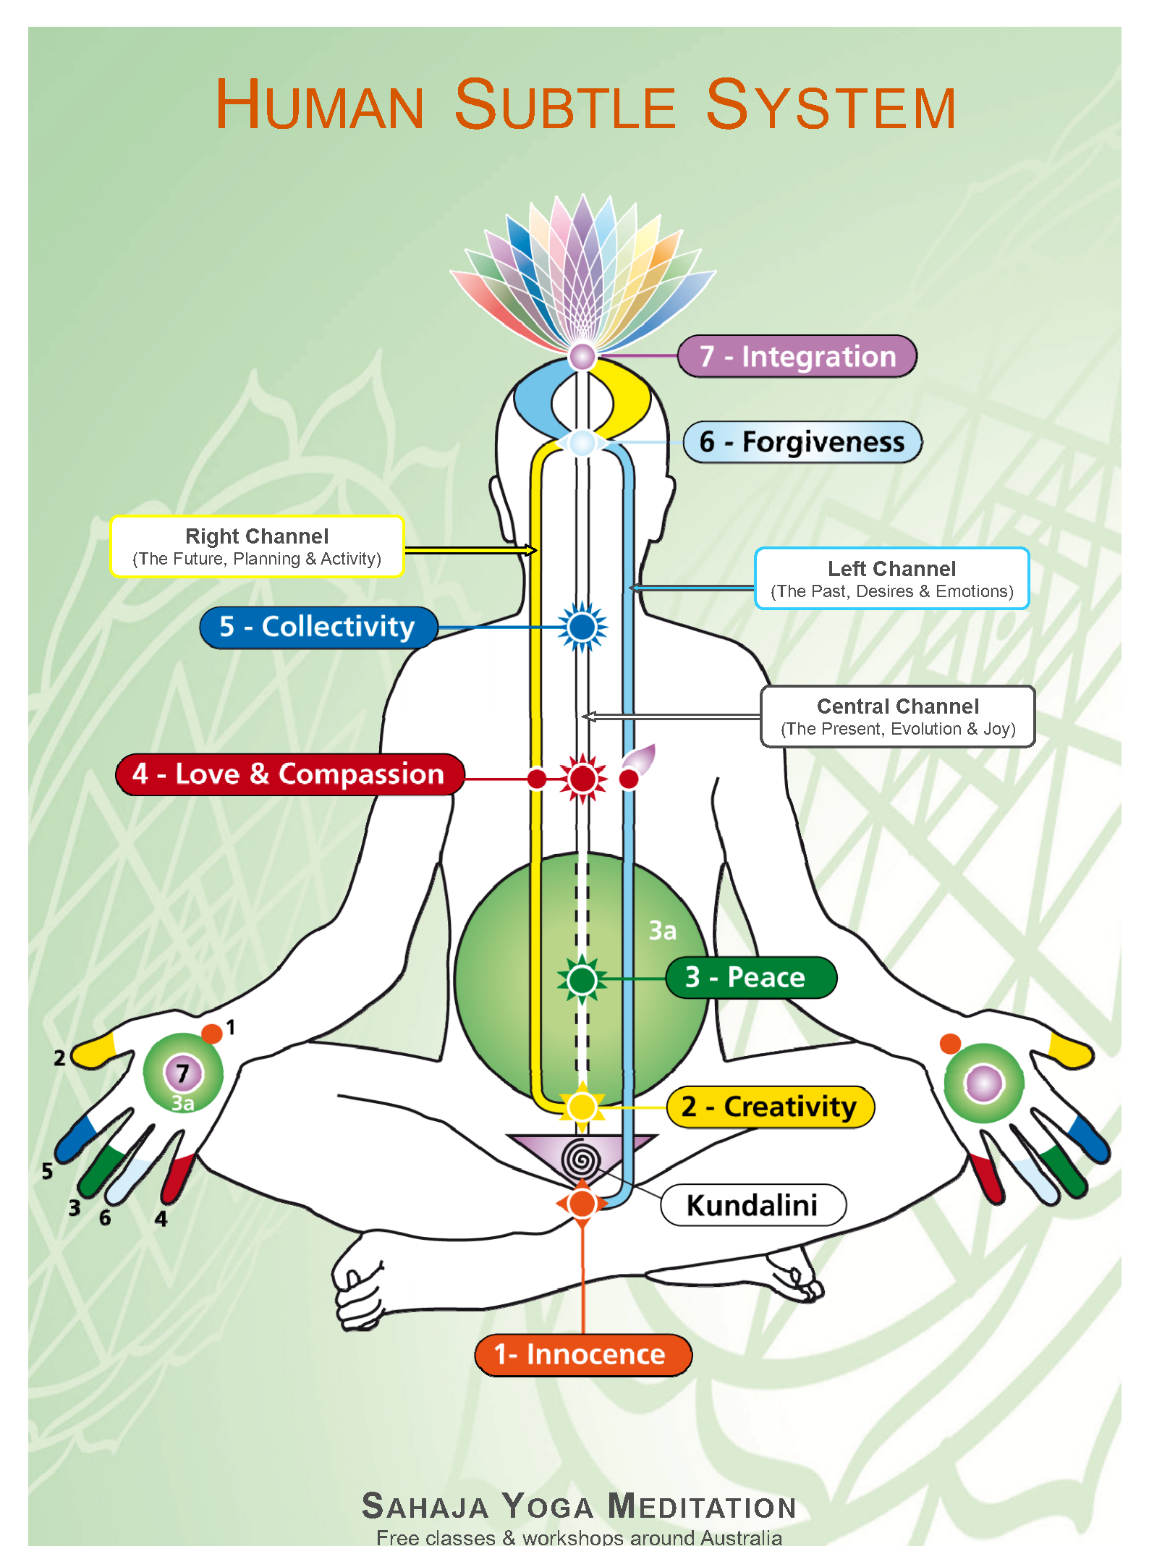 HUMAN SUBTLE SYSTEM
7 - Integration
6 - Forgiveness
Right Channel
(The Future, Planning & Activity)
Left Channel
(The Past, Desires & Emotions)
5 - Collectivity
Central Channel
(The Present, Evolution & Joy)
4 - Love & Compassion
3a
3 - Peace
1
2
7
3a
2 - Creativity
5
3
6
4
Kundalini
1- Innocence
SAHAJA YOGA MEDITATION
Free classes & workshops around Australia